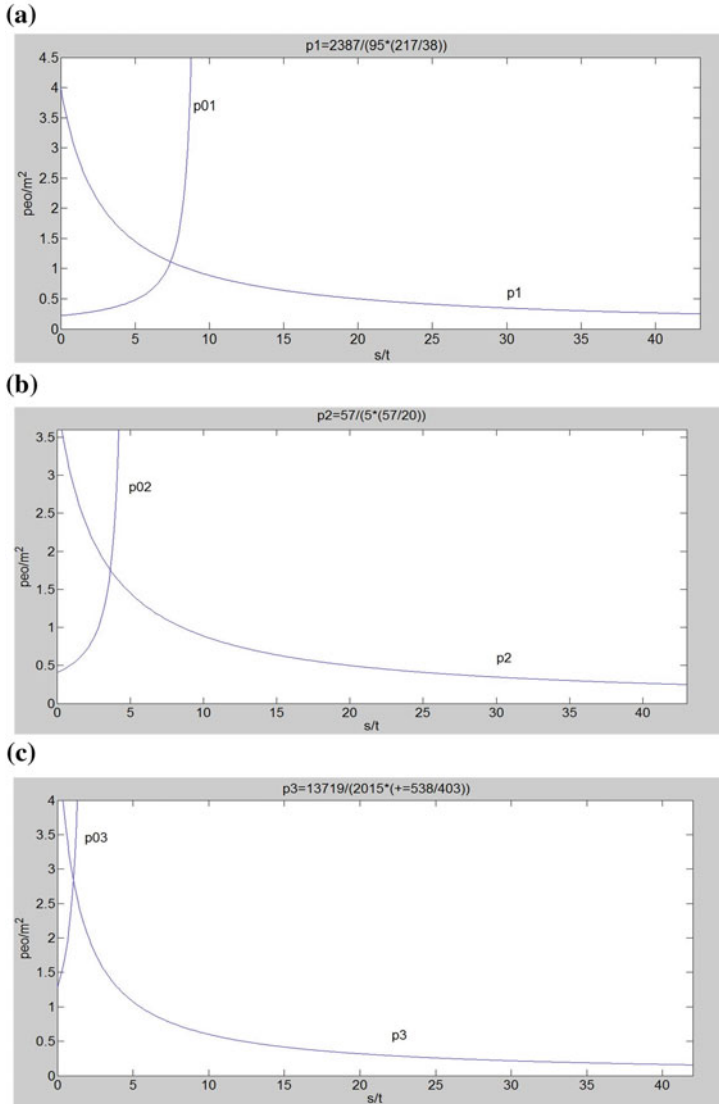 (a)
p1=2387/(95*(217/38))
4.5
4
3.5
3
2.5
2
1.5
1
0.5
0
peo/m²
p01
p1
0 5 10 15 20 25 30 35 40
s/t
(b)
p2=57/(5*(57/20))
3.5
3
2.5
2
1.5
1
0.5
0
peo/m²
p02
p2
0 5 10 15 20 25 30 35 40
s/t
(c)
p3=13719/(2015*(+=538/403))
4
3.5
3
2.5
2
1.5
1
0.5
0
peo/m²
p03
p3
0 5 10 15 20 25 30 35 40
s/t